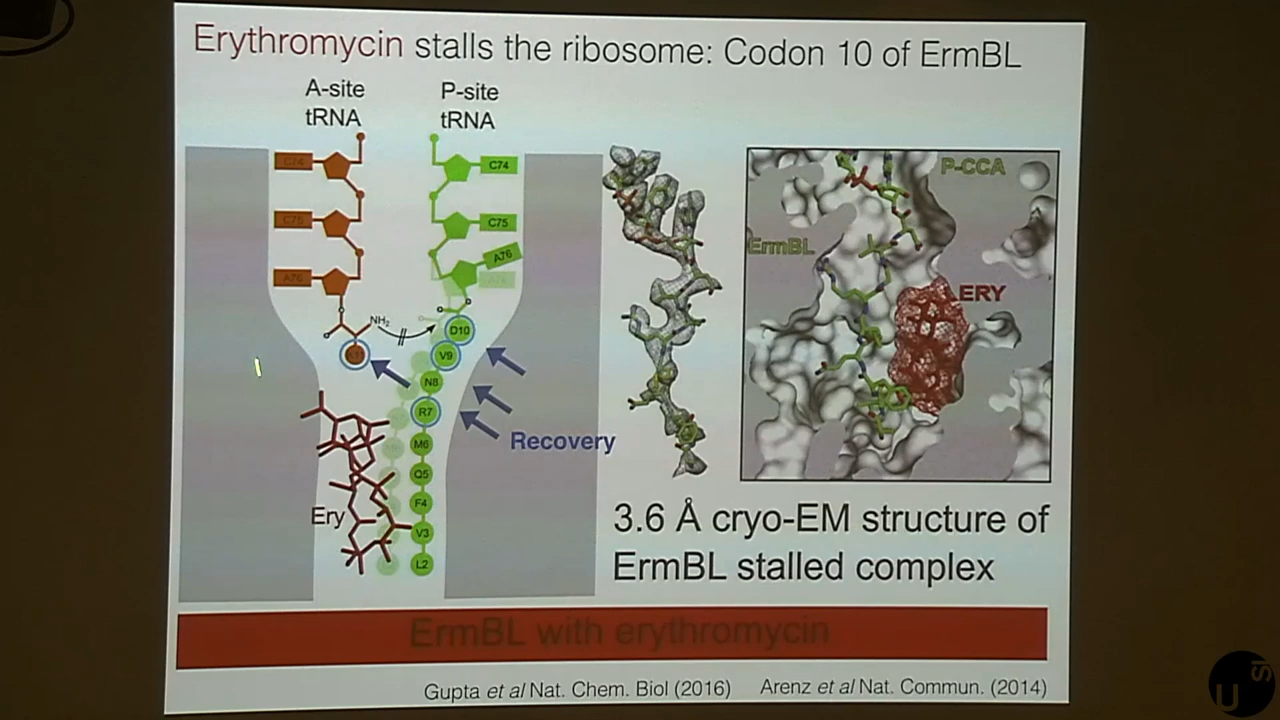 Erythromycin stalls the ribosome: Codon 10 of ErmBL
A-site
tRNA
P-site
tRNA
C74
C75
A76
NH₂
C74
C75
A76
A76
D10
V9
N8
R7
M6
Q5
F4
V3
L2
Recovery
Ery
P-CCA
ErmBL
ERY
3.6 Å cryo-EM structure of
ErmBL stalled complex
ErmBL with erythromycin
Gupta et al Nat. Chem. Biol (2016) Arenz et al Nat. Commun. (2014)
U
SI